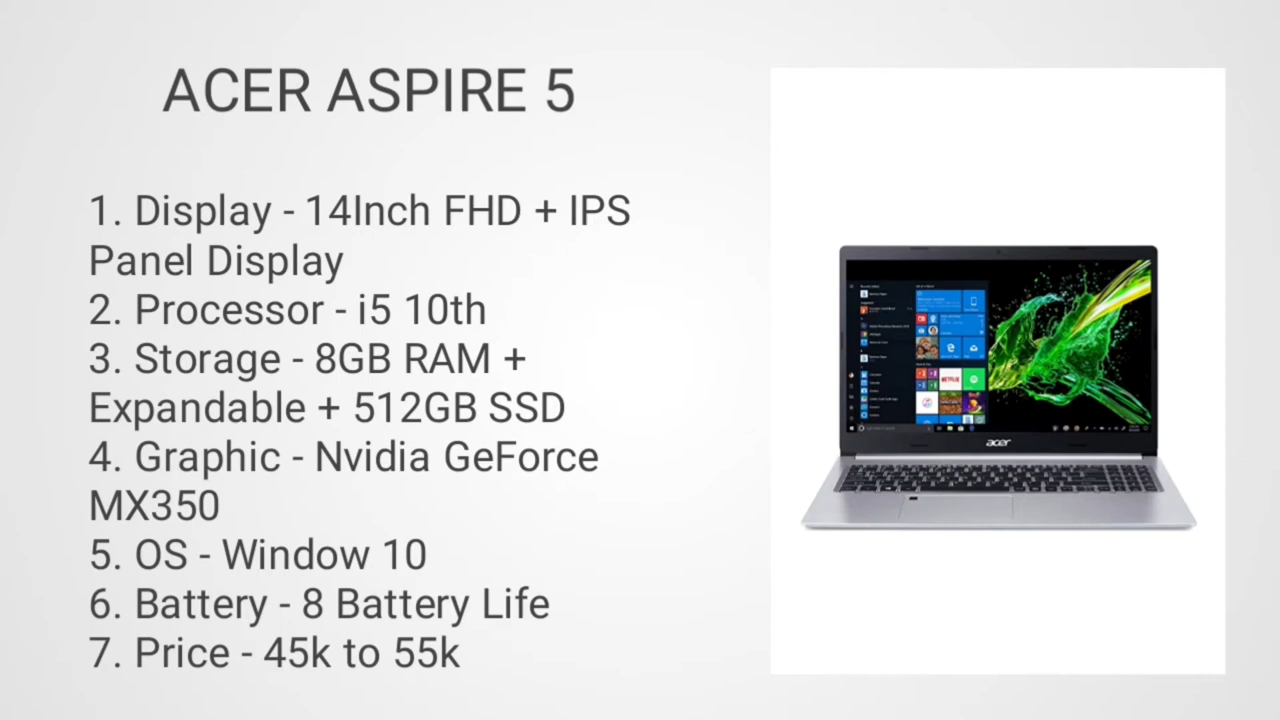 ACER ASPIRE 5
1. Display - 14Inch FHD + IPS
Panel Display
2. Processor - i5 10th
3. Storage - 8GB RAM +
Expandable + 512GB SSD
4. Graphic - Nvidia GeForce
MX350
5. OS - Window 10
6. Battery - 8 Battery Life
7. Price - 45k to 55k
NETFLIX
acer